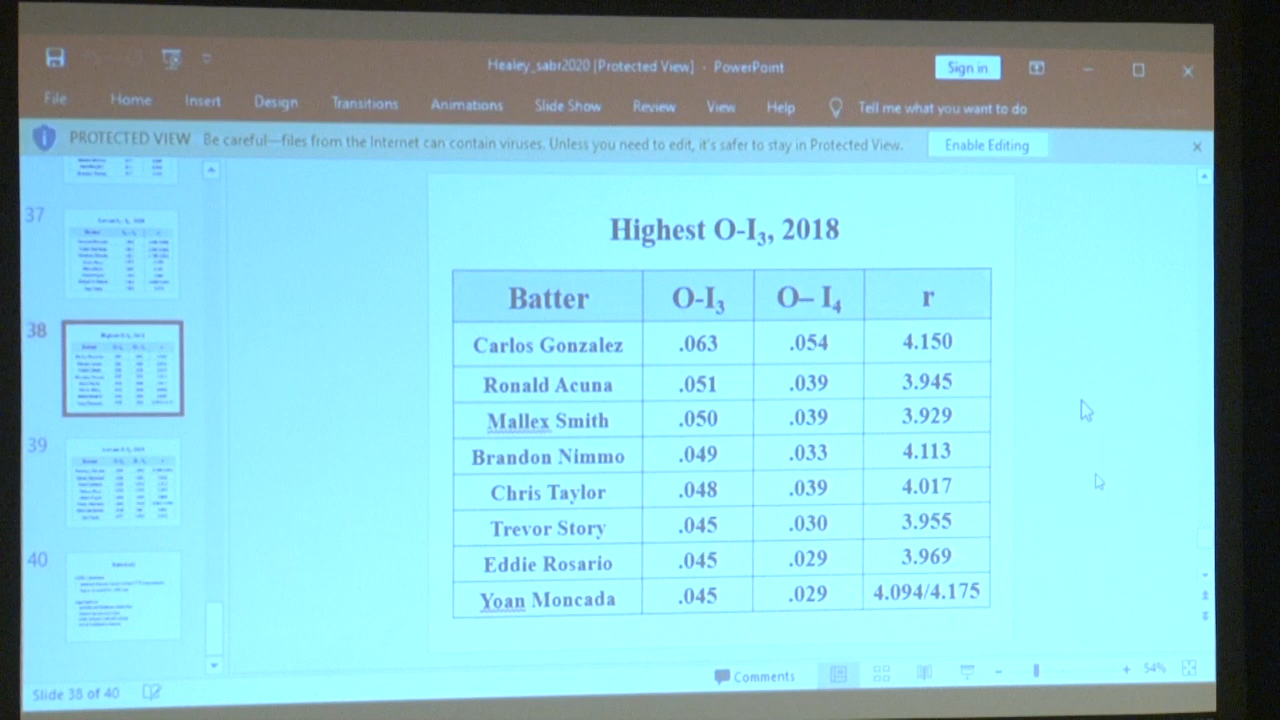 Healey_sabr2020 [Protected View] - PowerPoint
Sign in
File Home Insert Design Transitions Animations Slide Show Review View Help Tell me what you want to do
PROTECTED VIEW Be careful—files from the Internet can contain viruses. Unless you need to edit, it's safer to stay in Protected View. Enable Editing
37
38
39
40
Highest O-I3, 2018
Batter O-I3 O– I4 r
Carlos Gonzalez .063 .054 4.150
Ronald Acuna .051 .039 3.945
Mallex Smith .050 .039 3.929
Brandon Nimmo .049 .033 4.113
Chris Taylor .048 .039 4.017
Trevor Story .045 .030 3.955
Eddie Rosario .045 .029 3.969
Yoan Moncada .045 .029 4.094/4.175
Slide 38 of 40
Comments
54%